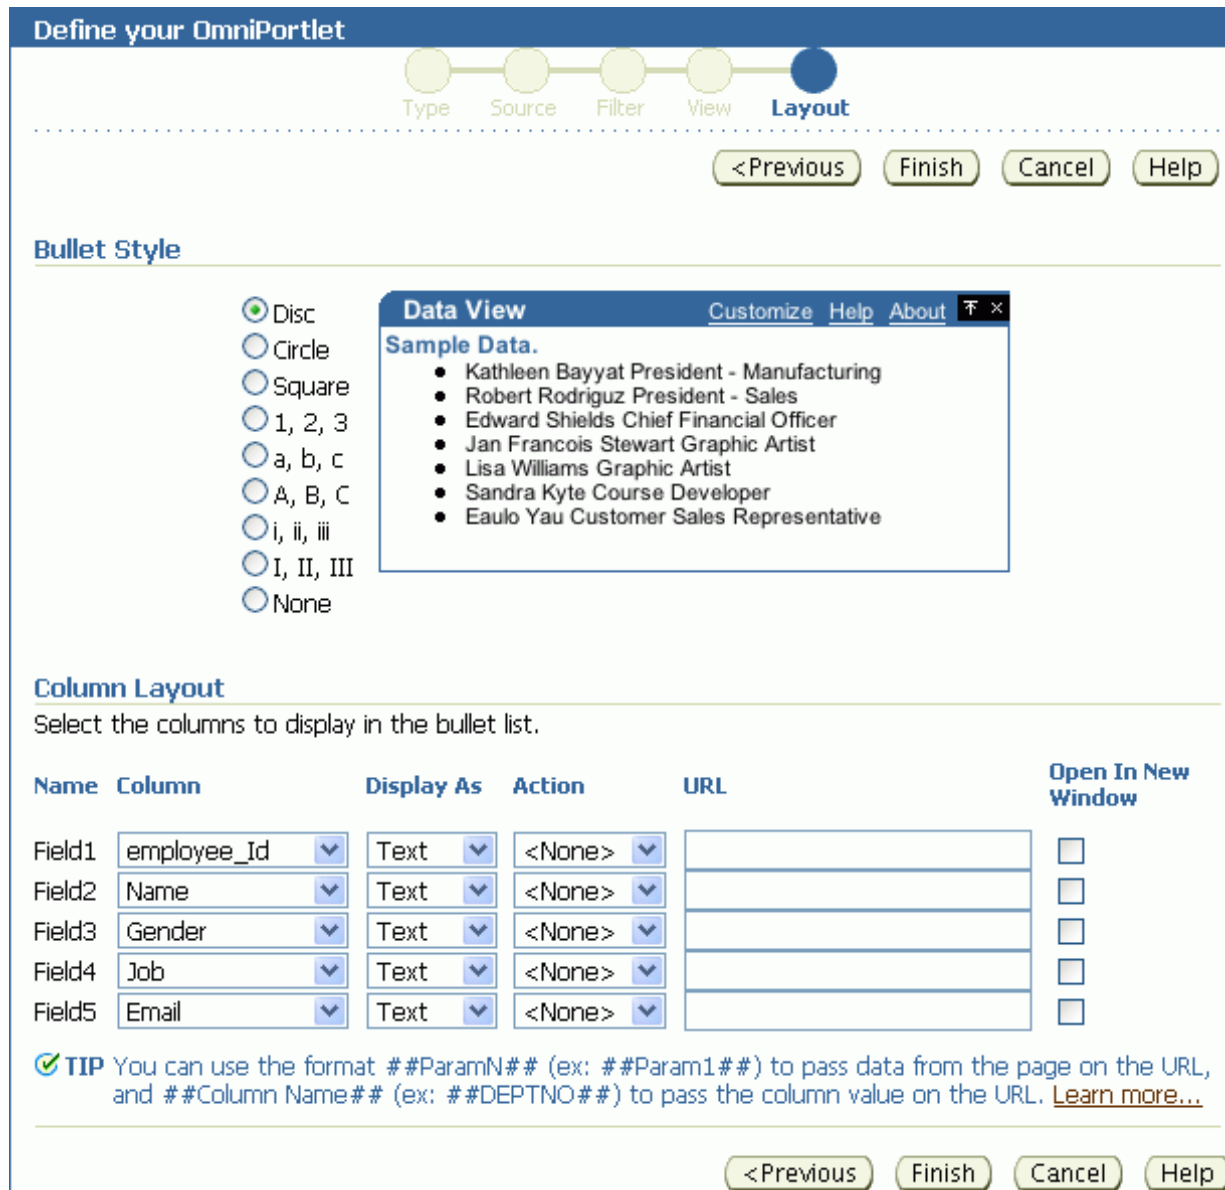 Define your OmniPortlet
Type Source Filter View Layout
<Previous Finish Cancel Help
Bullet Style
Disc
Circle
Square
1, 2, 3
a, b, c
A, B, C
i, ii, iii
I, II, III
None
Data View Customize Help About
Sample Data.
Kathleen Bayyat President - Manufacturing
Robert Rodriguz President - Sales
Edward Shields Chief Financial Officer
Jan Francois Stewart Graphic Artist
Lisa Williams Graphic Artist
Sandra Kyte Course Developer
Eaulo Yau Customer Sales Representative
Column Layout
Select the columns to display in the bullet list.
Name Column Display As Action URL Open In New Window
Field1 employee_Id Text <None>
Field2 Name Text <None>
Field3 Gender Text <None>
Field4 Job Text <None>
Field5 Email Text <None>
TIP You can use the format ##ParamN## (ex: ##Param1##) to pass data from the page on the URL,
and ##Column Name## (ex: ##DEPTNO##) to pass the column value on the URL. Learn more...
<Previous Finish Cancel Help